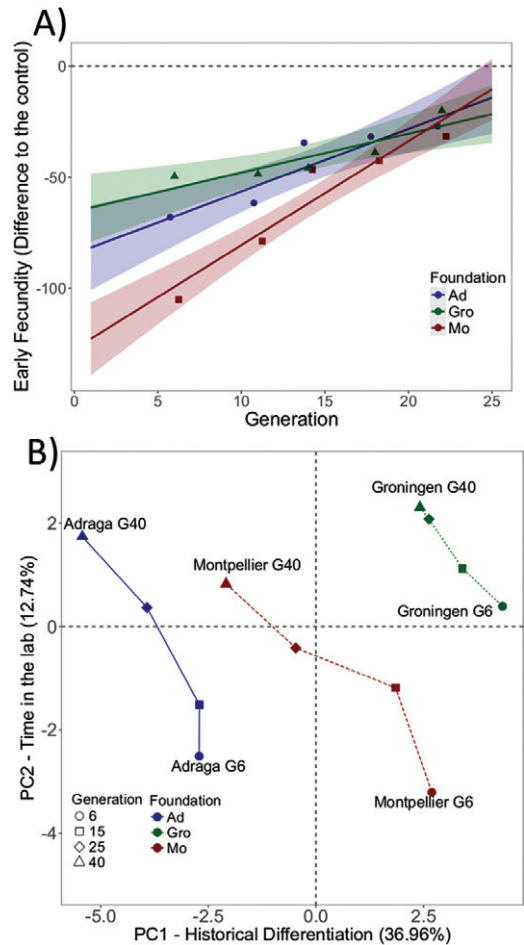 A)
Early Fecundity (Difference to the control)
0
-50
-100
0
5
10
15
20
25
Generation
Foundation
Ad
Gro
Mo
B)
PC2 - Time in the lab (12.74%)
2
0
-2
-4
Adraga G40
Montpellier G40
Groningen G40
Groningen G6
Adraga G6
Montpellier G6
Generation
6
15
25
40
Foundation
Ad
Gro
Mo
-5.0
-2.5
0.0
2.5
PC1 - Historical Differentiation (36.96%)